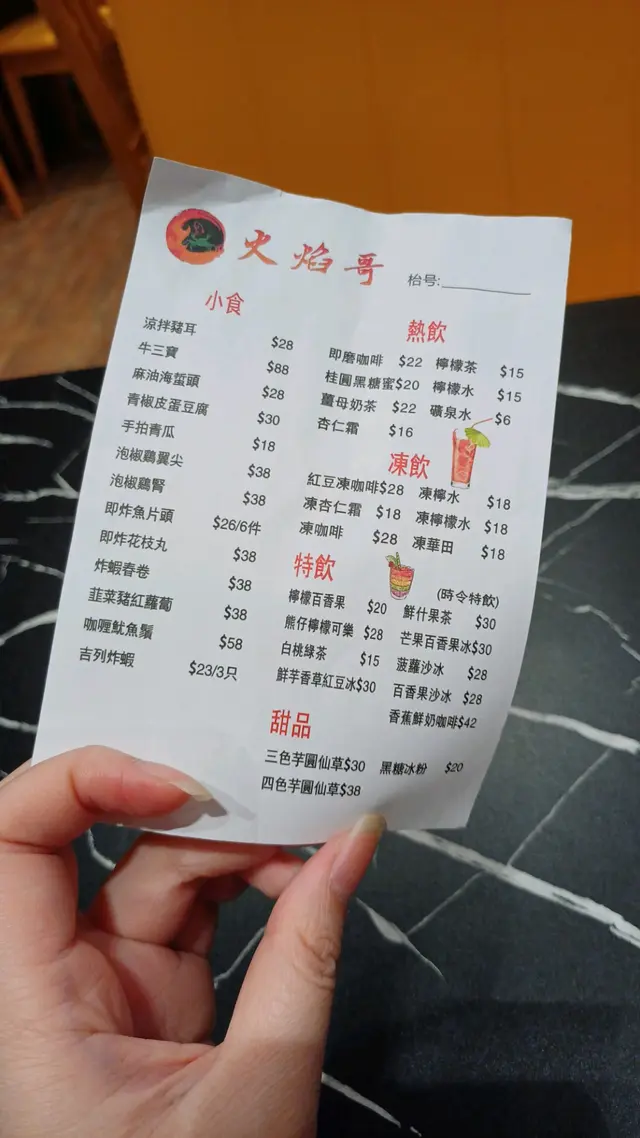 火焰哥
枱号:
小食
涼拌豬耳 $28
牛三寶 $88
麻油海蜇頭 $28
青椒皮蛋豆腐 $30
手拍青瓜 $18
泡椒鷄翼尖 $38
泡椒鷄腎 $38
即炸魚片頭 $26/6件
即炸花枝丸 $38
炸蝦春卷 $38
韮菜豬紅蘿蔔 $38
咖喱魷魚鬚 $58
吉列炸蝦 $23/3只
熱飲
即磨咖啡 $22 檸檬茶 $15
桂圓黑糖蜜$20 檸檬水 $15
薑母奶茶 $22 礦泉水 $6
杏仁霜 $16
凍飲
紅豆凍咖啡$28 凍檸水 $18
凍杏仁霜 $18 凍檸檬水 $18
凍咖啡 $28 凍華田 $18
特飲
(時令特飲)
檸檬百香果 $20 鮮什果茶 $30
熊仔檸檬可樂 $28 芒果百香果冰$30
白桃綠茶 $15 菠蘿沙冰 $28
鮮芋香草紅豆冰$30 百香果沙冰 $28
香蕉鮮奶咖啡$42
甜品
三色芋圓仙草$30 黑糖冰粉 $20
四色芋圓仙草$38